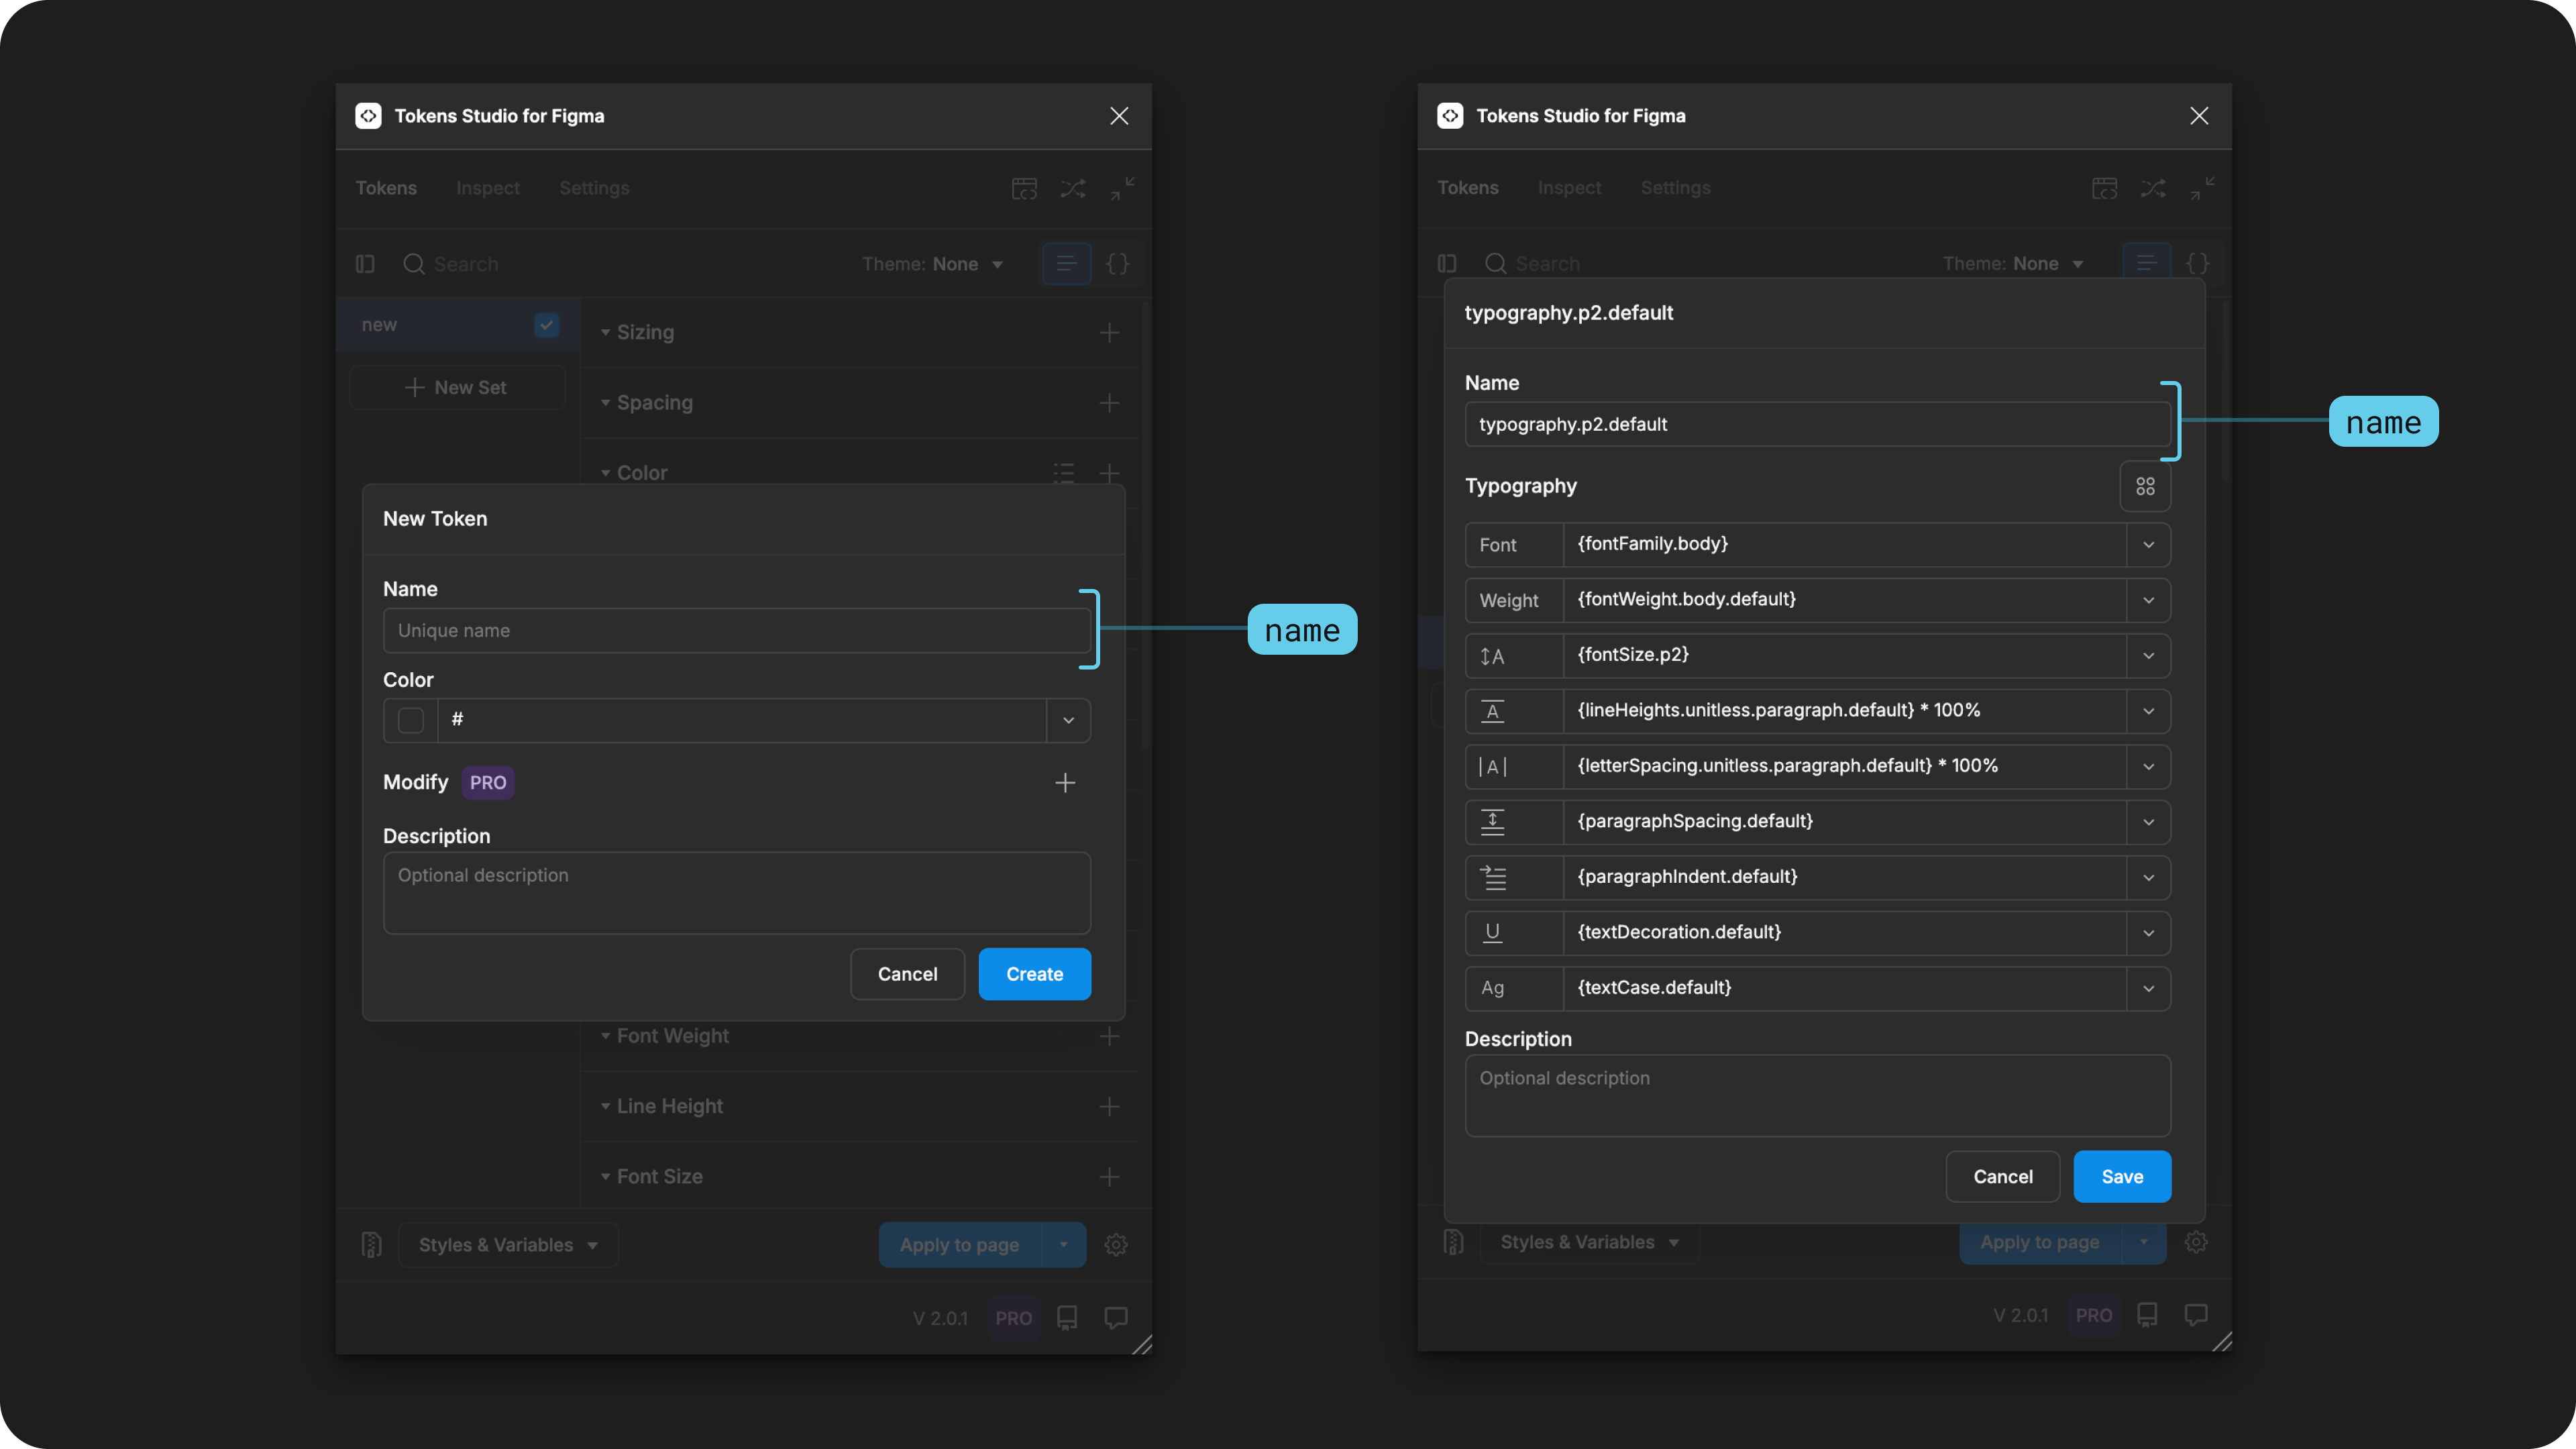 Tokens Studio for Figma
Tokens Inspect Settings
Search Theme: None
new
New Set
Sizing
Spacing
Color
New Token
Name
Unique name
Color
#
Modify PRO
Description
Optional description
Cancel Create
Font Weight
Line Height
Font Size
Styles & Variables Apply to page
V 2.0.1 PRO
name
Tokens Studio for Figma
Tokens Inspect Settings
Search Theme: None
typography.p2.default
Name
typography.p2.default
Typography
Font {fontFamily.body}
Weight {fontWeight.body.default}
A {fontSize.p2}
A {lineHeights.unitless.paragraph.default} * 100%
|A| {letterSpacing.unitless.paragraph.default} * 100%
{paragraphSpacing.default}
{paragraphIndent.default}
U {textDecoration.default}
Ag {textCase.default}
Description
Optional description
Cancel Save
Styles & Variables Apply to page
V 2.0.1 PRO
name